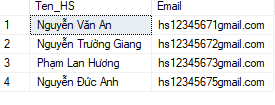 Ten_HS Email
1 Nguyễn Văn An hs12345671gmail.com
2 Nguyễn Trường Giang hs12345672gmail.com
3 Phạm Lan Hương hs12345673gmail.com
4 Nguyễn Đức Anh hs12345675gmail.com